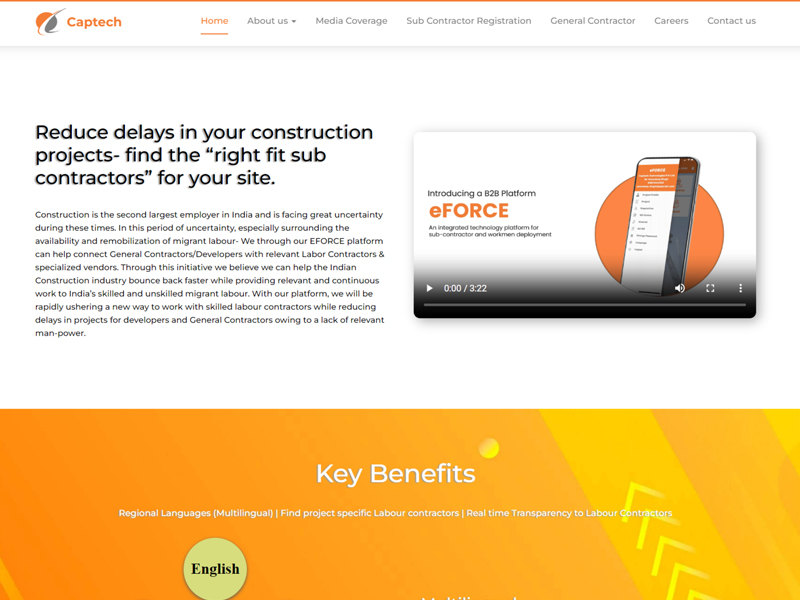 Captech
Home
About us
Media Coverage
Sub Contractor Registration
General Contractor
Careers
Contact us
Reduce delays in your construction
projects- find the “right fit sub
contractors” for your site.
Construction is the second largest employer in India and is facing great uncertainty
during these times. In this period of uncertainty, especially surrounding the
availability and remobilization of migrant labour- We through our EFORCE platform
can help connect General Contractors/Developers with relevant Labor Contractors &
specialized vendors. Through this initiative we believe we can help the Indian
Construction industry bounce back faster while providing relevant and continuous
work to India’s skilled and unskilled migrant labour. With our platform, we will be
rapidly ushering a new way to work with skilled labour contractors while reducing
delays in projects for developers and General Contractors owing to a lack of relevant
man-power.
Introducing a B2B Platform
eFORCE
An integrated technology platform for
sub-contractor and workmen deployment
eFORCE
0:00 / 3:22
Key Benefits
Regional Languages (Multilingual) | Find project specific Labour contractors | Real time Transparency to Labour Contractors
English